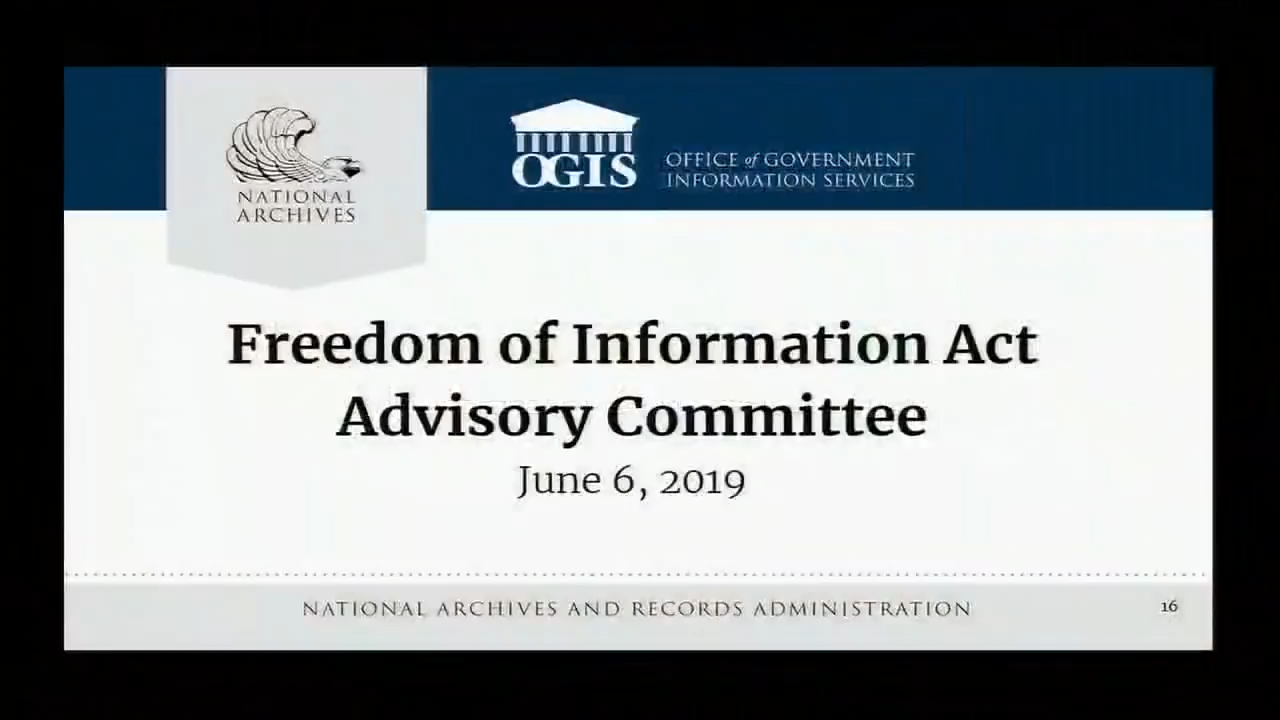 NATIONAL
ARCHIVES
OGIS
OFFICE of GOVERNMENT
INFORMATION SERVICES
Freedom of Information Act
Advisory Committee
June 6, 2019
NATIONAL ARCHIVES AND RECORDS ADMINISTRATION
16